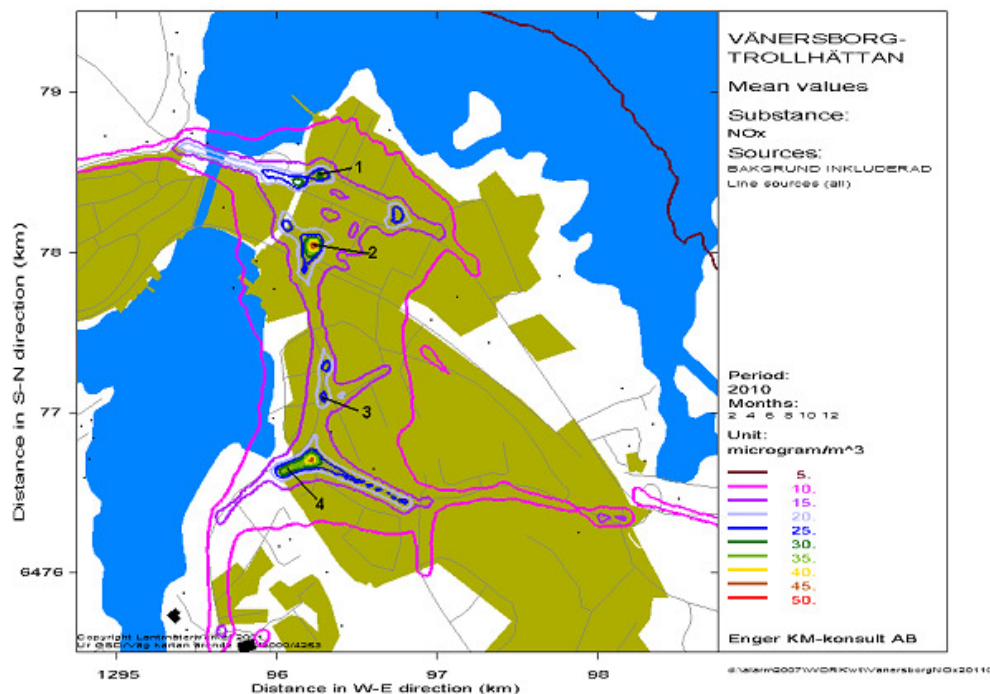 VÄNERSBORG-
TROLLHÄTTAN
Mean values
Substance:
NOx
Sources:
BAKGRUND INKLUDERAD
Line sources (all)
Period:
2010
Months:
2 4 6 8 10 12
Unit:
microgram/m^3
5.
10.
15.
20.
25.
30.
35.
40.
45.
50.
Enger KM-konsult AB
79
78
77
6476
Distance in S-N direction (km)
1
2
3
4
Copyright
1295
96
97
98
Distance in W-E direction (km)